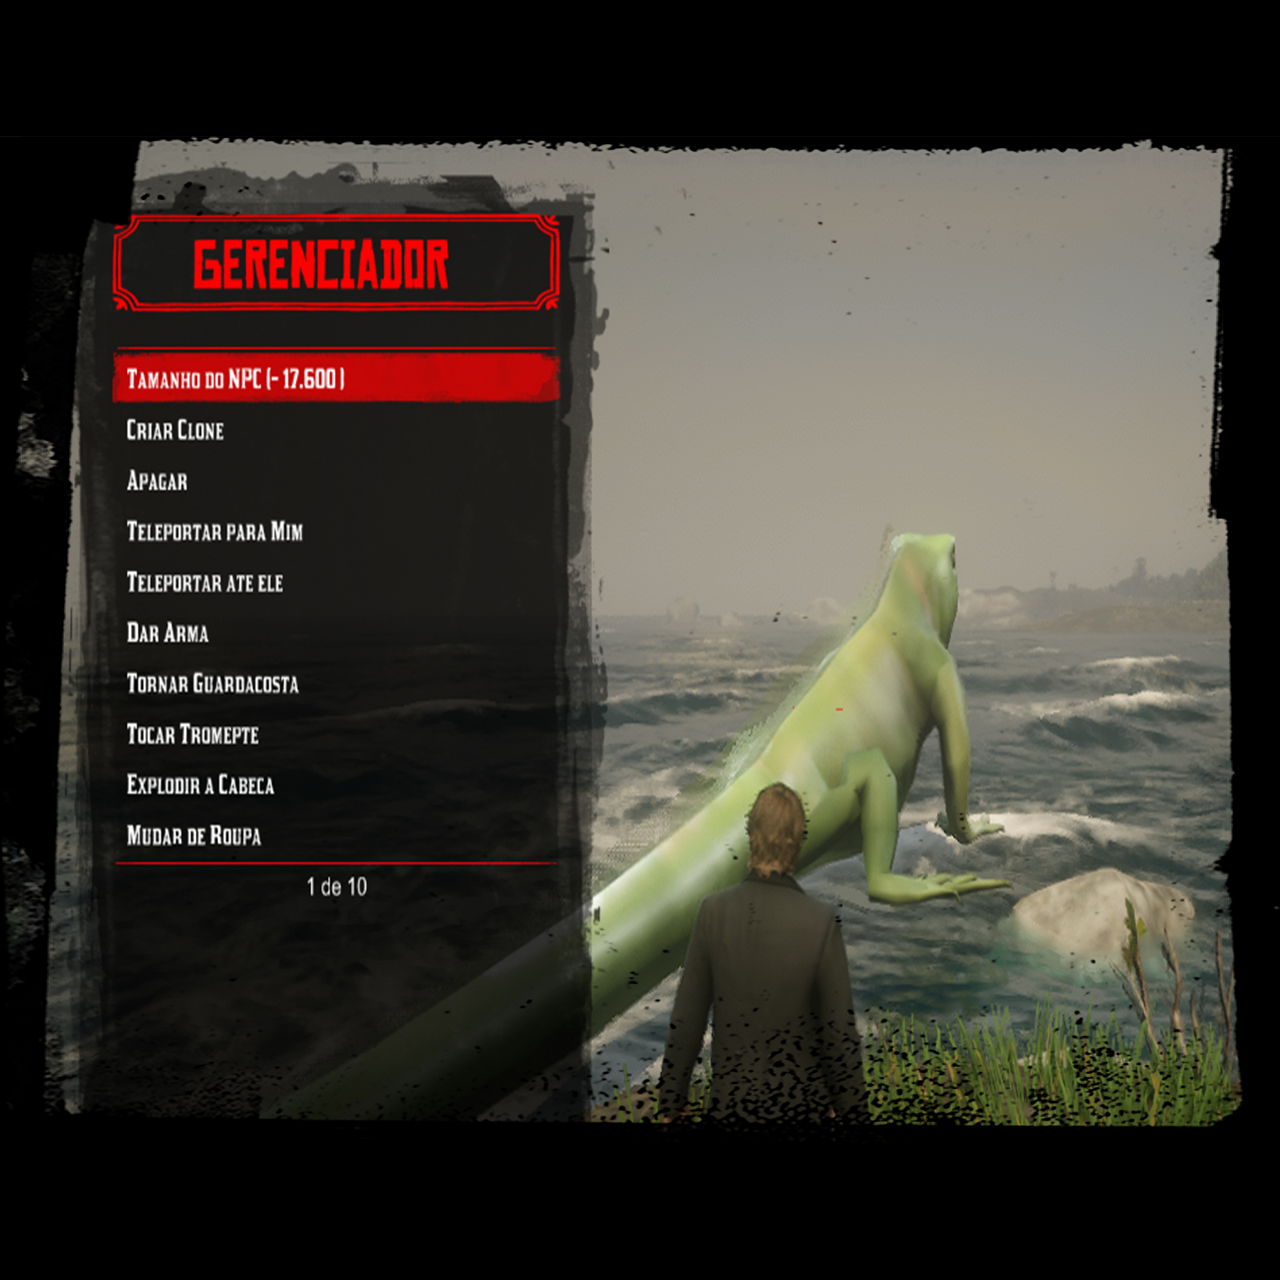 GERENCIADOR
TAMANHO DO NPC (- 17.600 )
CRIAR CLONE
APAGAR
TELEPORTAR PARA MIM
TELEPORTAR ATE ELE
DAR ARMA
TORNAR GUARDACOSTA
TOCAR TROMEPTE
EXPLODIR A CABECA
MUDAR DE ROUPA
1 de 10